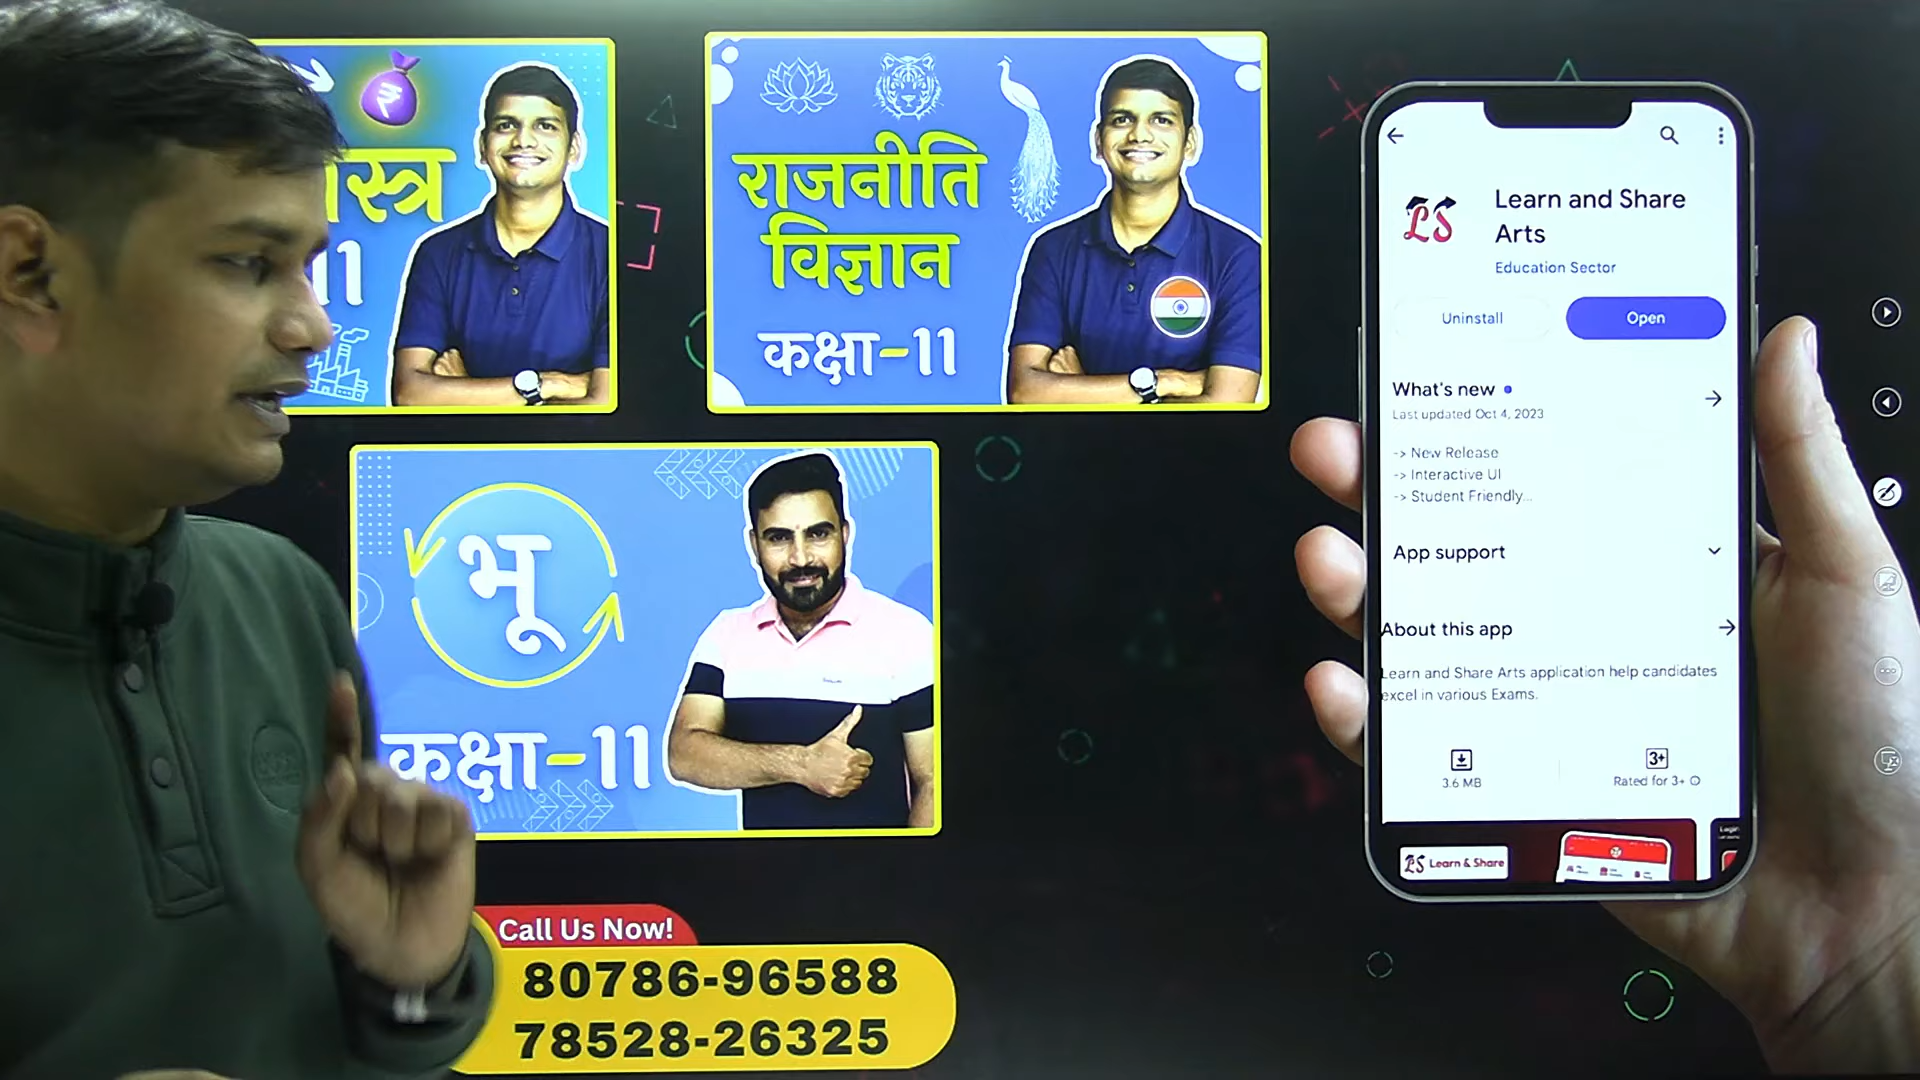 राजनीति
विज्ञान
कक्षा-11
11
भू
कक्षा-11
Call Us Now!
80786-96588
78528-26325
LS
Learn and Share
Arts
Education Sector
Uninstall
Open
What's new
Last updated Oct 4, 2023
-> New Release
-> Interactive UI
-> Student Friendly...
App support
About this app
Learn and Share Arts application help candidates
excel in various Exams.
3+
3.6 MB
Rated for 3+
LS Learn & Share